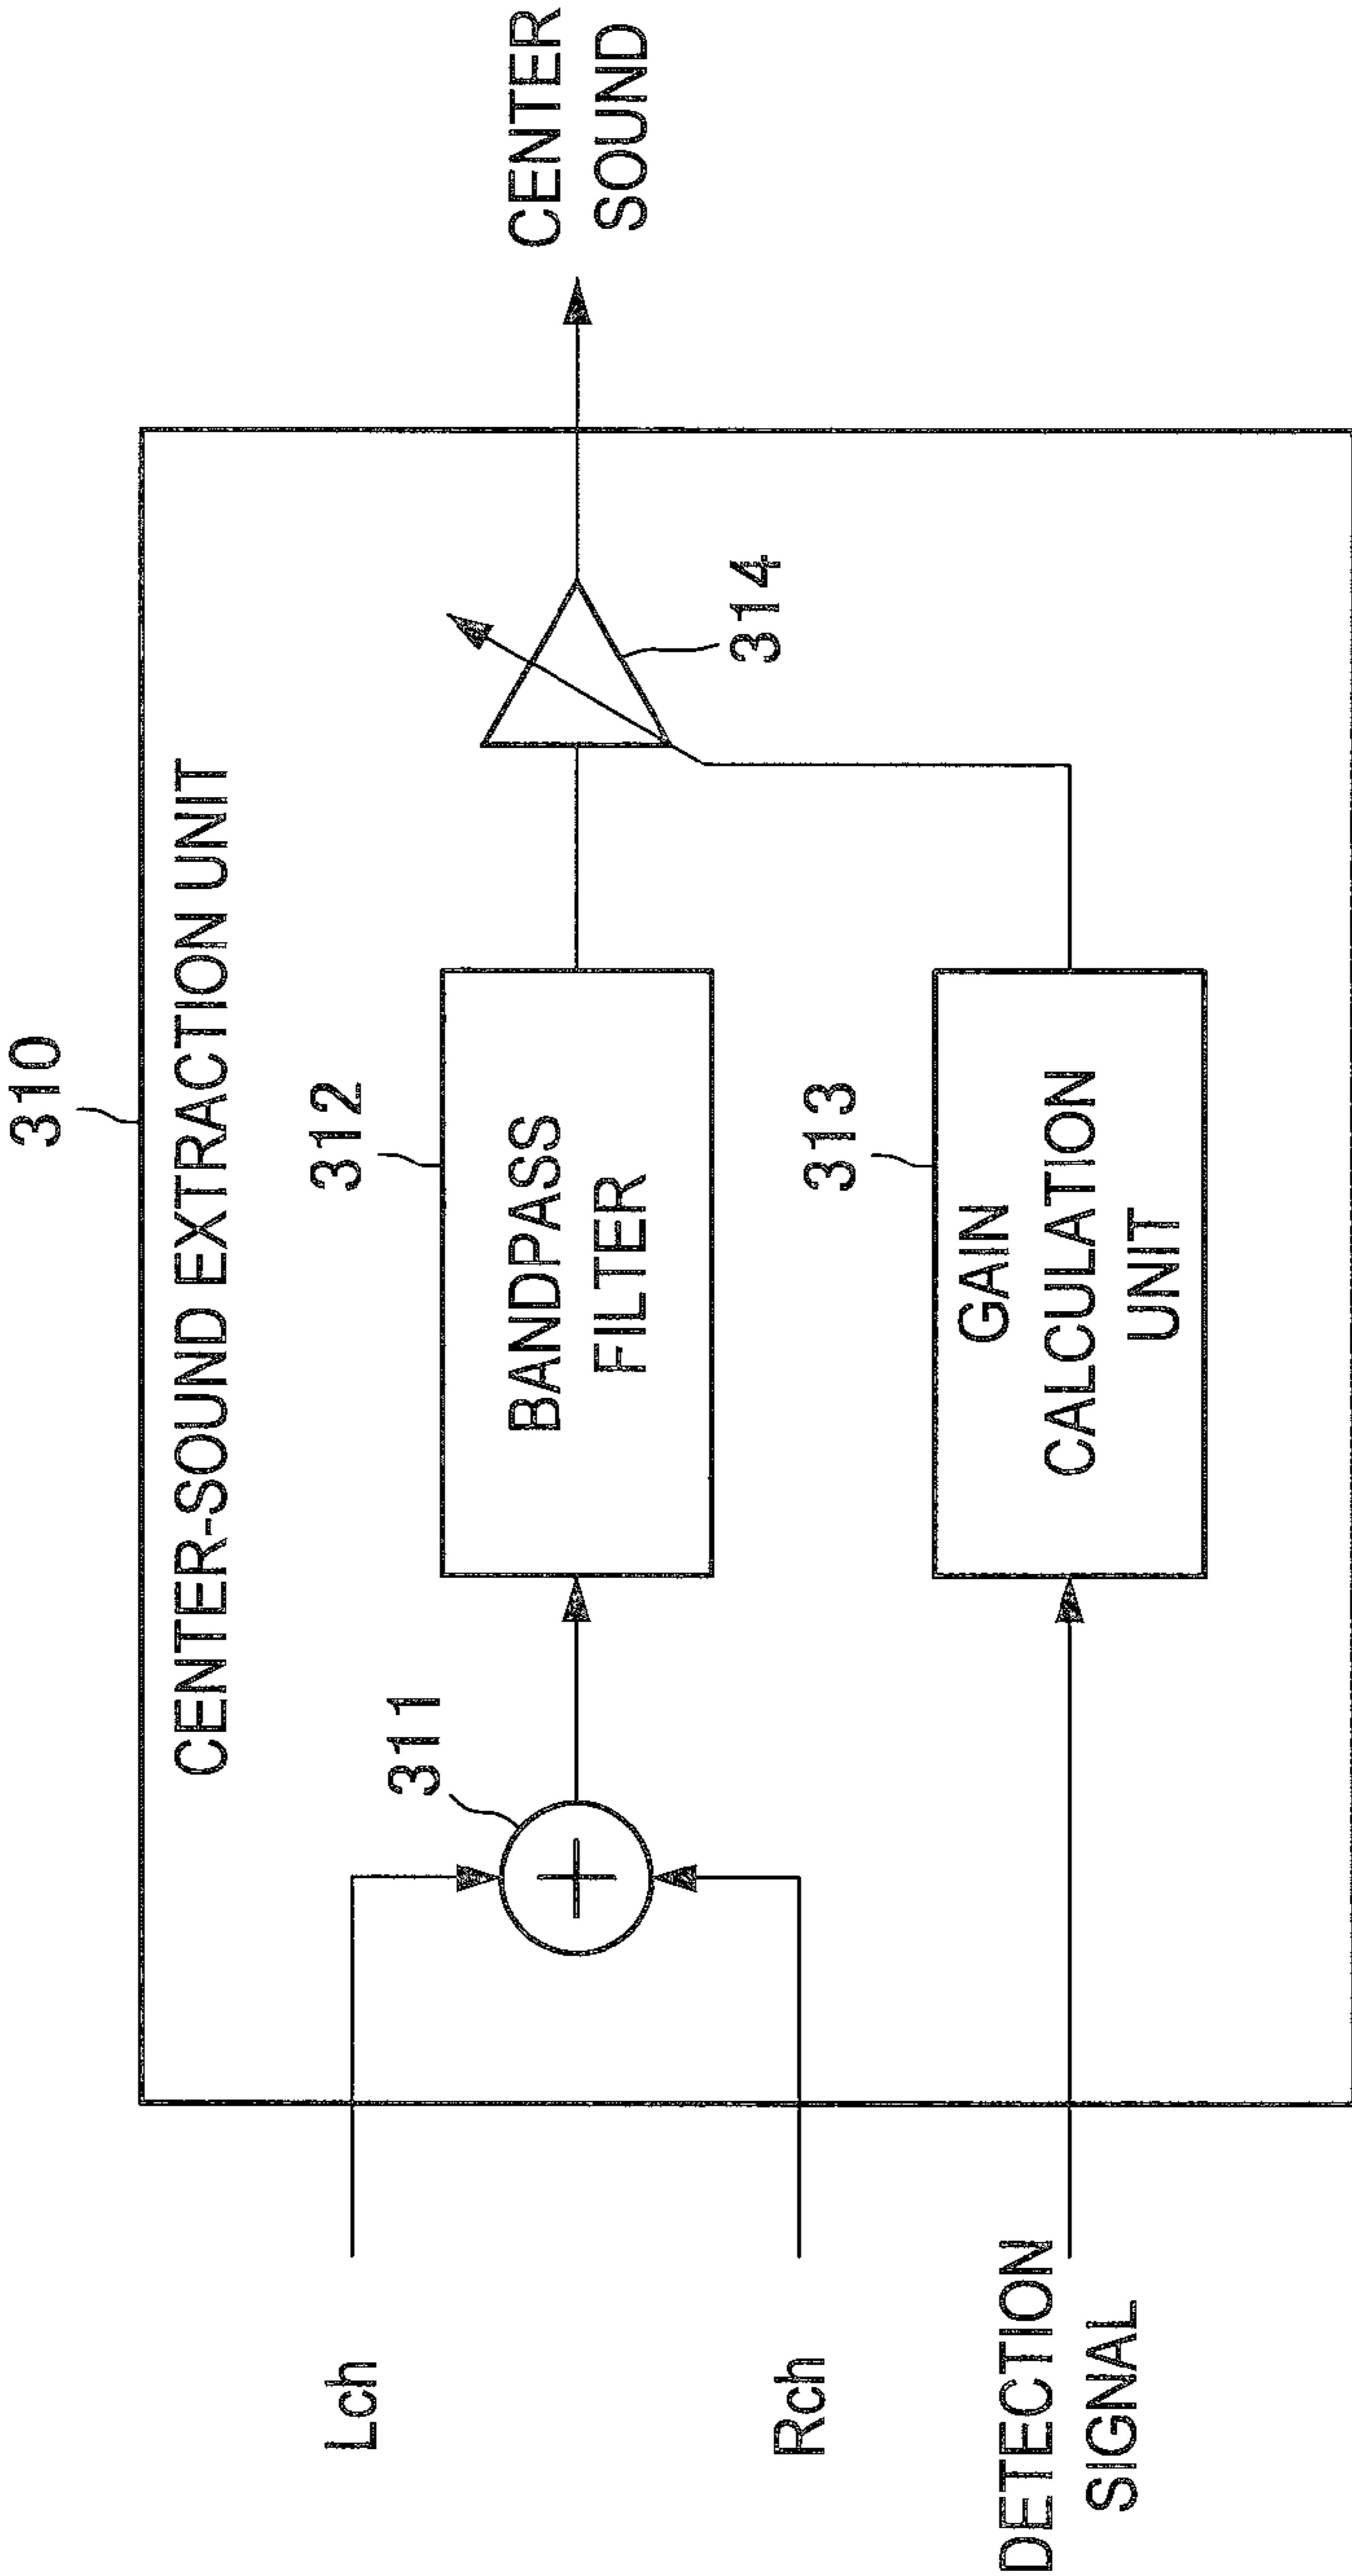 310
CENTER-SOUND EXTRACTION UNIT
Lch
311
312
BANDPASS
FILTER
314
CENTER
SOUND
Rch
313
GAIN
CALCULATION
UNIT
DETECTION
SIGNAL